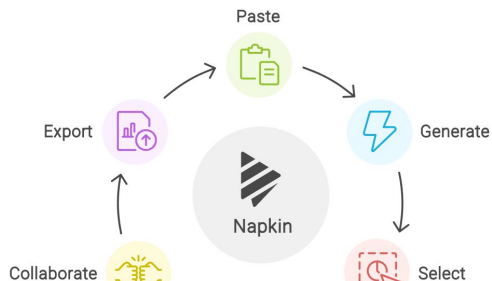 Paste
Export
Generate
Napkin
Collaborate
Select